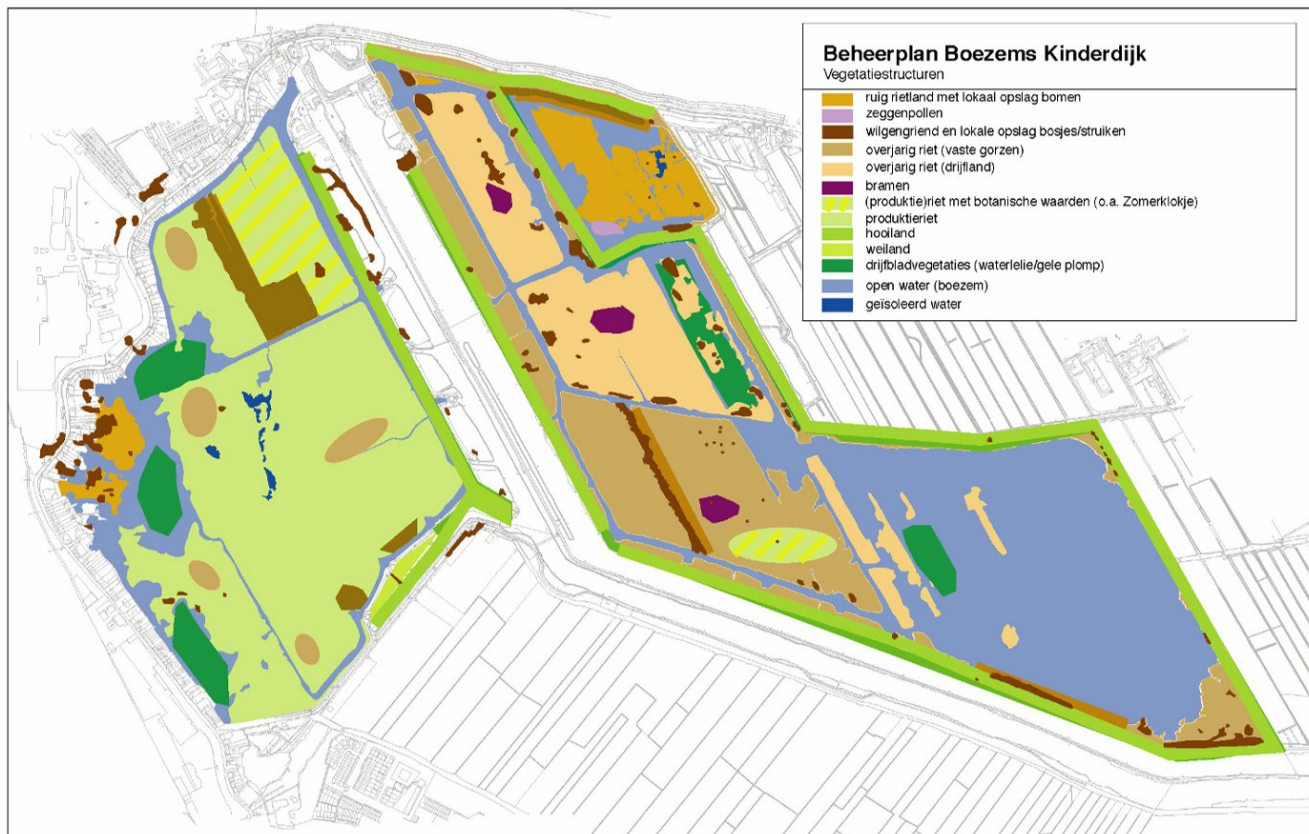 Beheerplan Boezems Kinderdijk
Vegetatiestructuren
ruig rietland met lokaal opslag bomen
zeggenpollen
wilgengriend en lokale opslag bosjes/struiken
overjarig riet (vaste gorzen)
overjarig riet (drijfland)
bramen
(produktie)riet met botanische waarden (o.a. Zomerklokje)
produktieriet
hooiland
weiland
drijfbladvegetaties (waterlelie/gele plomp)
open water (boezem)
geïsoleerd water